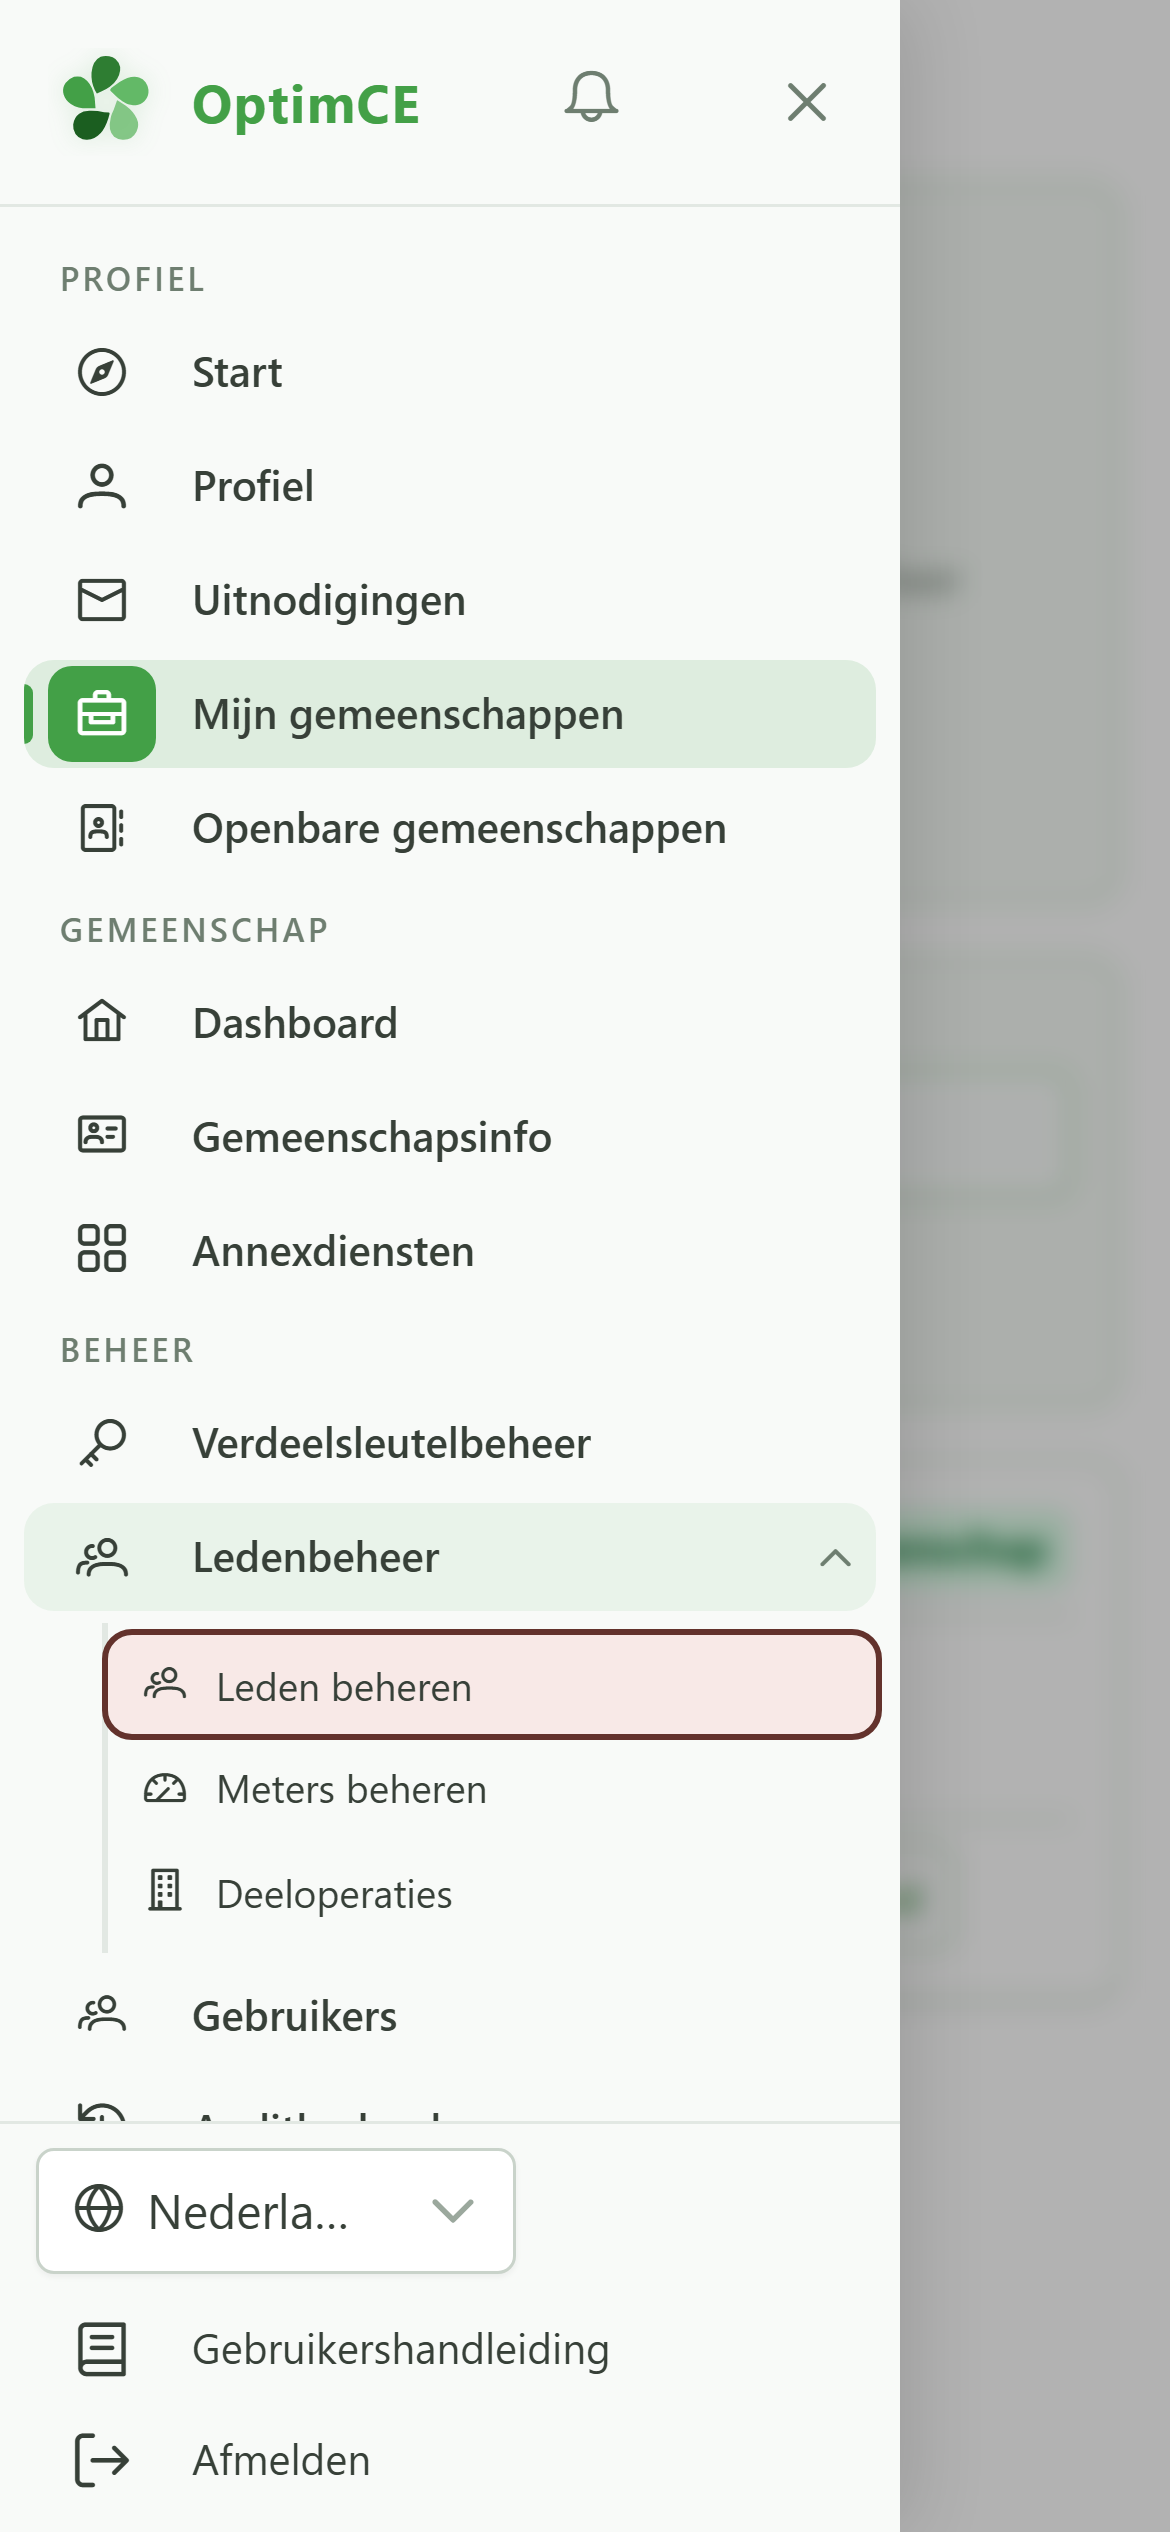 OptimCE
PROFIEL
Start
Profiel
Uitnodigingen
Mijn gemeenschappen
Openbare gemeenschappen
GEMEENSCHAP
Dashboard
Gemeenschapsinfo
Annexdiensten
BEHEER
Verdeelsleutelbeheer
Ledenbeheer
Leden beheren
Meters beheren
Deeloperaties
Gebruikers
Nederla...
Gebruikershandleiding
Afmelden